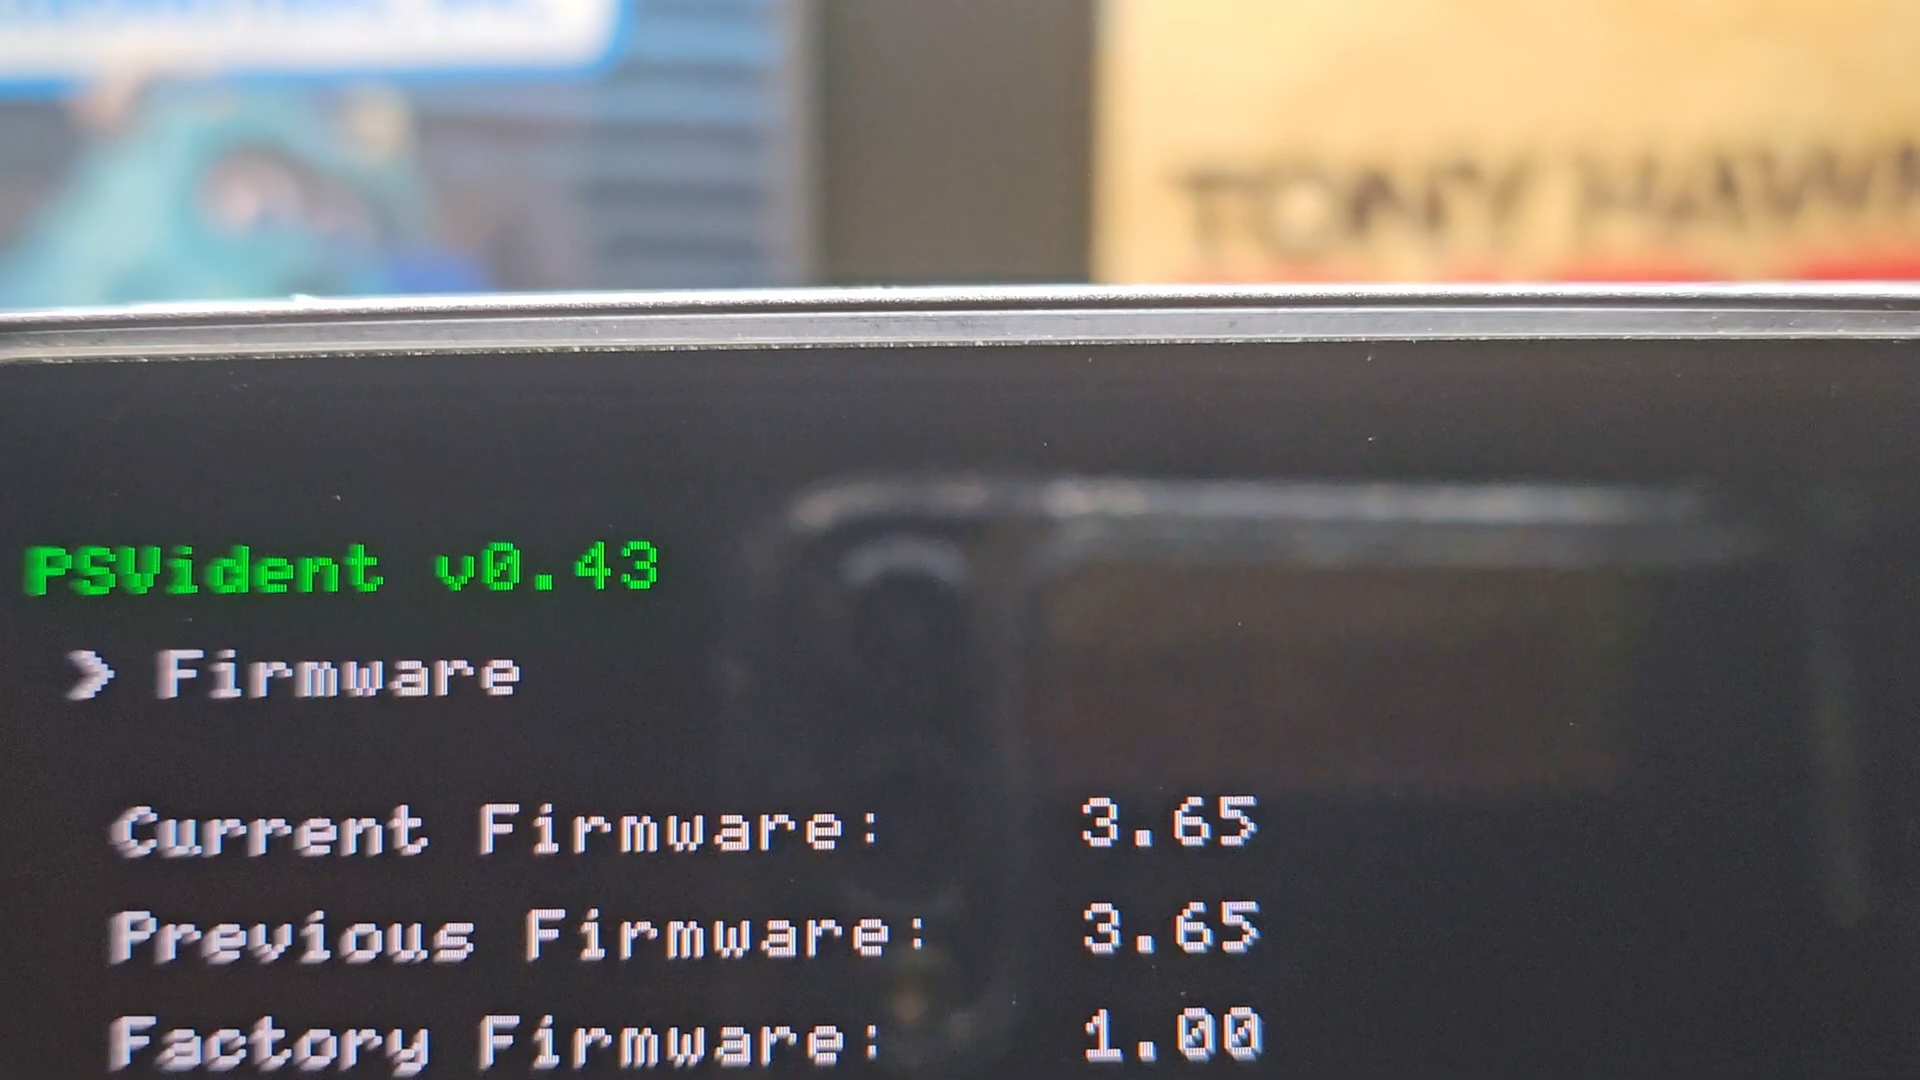 TONY HAWK
PSVident v0.43
> Firmware
Current Firmware: 3.65
Previous Firmware: 3.65
Factory Firmware: 1.00